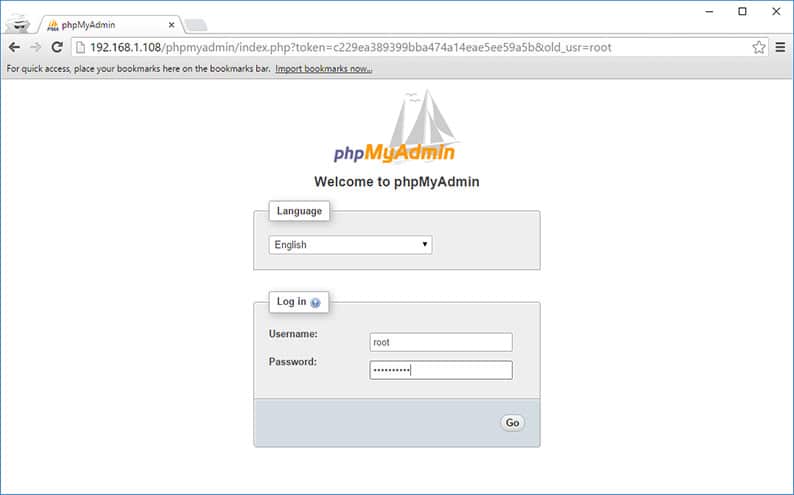 phpMyAdmin
192.168.1.108/phpmyadmin/index.php?token=c229ea389399bba474a14eae5ee59a5b&old_usr=root
For quick access, place your bookmarks here on the bookmarks bar. Import bookmarks now...
phpMyAdmin
Welcome to phpMyAdmin
Language
English
Log in
Username:
root
Password:
••••••••••
Go